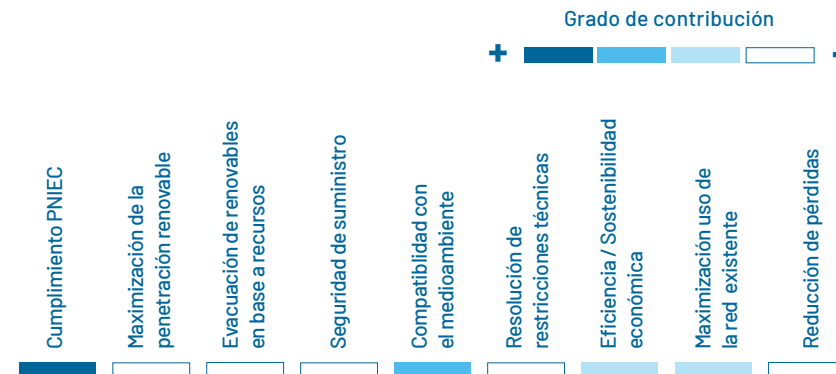 Grado de contribución
+
Cumplimiento PNIEC
Maximización de la
penetración renovable
Evacuación de renovables
en base a recursos
Seguridad de suministro
Compatiblidad con
el medioambiente
Resolución de
restricciones técnicas
Eficiencia / Sostenibilidad
económica
Maximización uso de
la red existente
Reducción de pérdidas